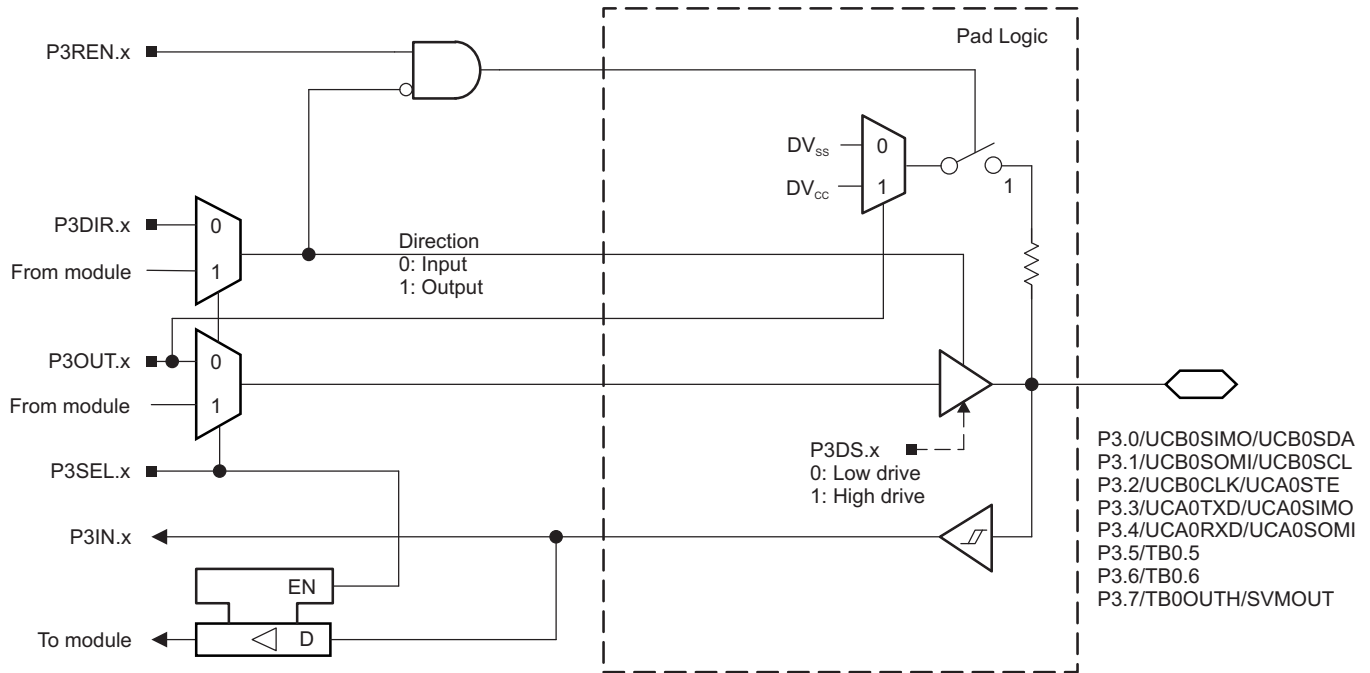 Pad Logic
P3REN.x
DVSS
0
DVCC
1
1
P3DIR.x
0
From module
1
Direction
0: Input
1: Output
P3OUT.x
0
From module
1
P3SEL.x
P3DS.x
0: Low drive
1: High drive
P3IN.x
EN
To module
D
P3.0/UCB0SIMO/UCB0SDA
P3.1/UCB0SOMI/UCB0SCL
P3.2/UCB0CLK/UCA0STE
P3.3/UCA0TXD/UCA0SIMO
P3.4/UCA0RXD/UCA0SOMI
P3.5/TB0.5
P3.6/TB0.6
P3.7/TB0OUTH/SVMOUT